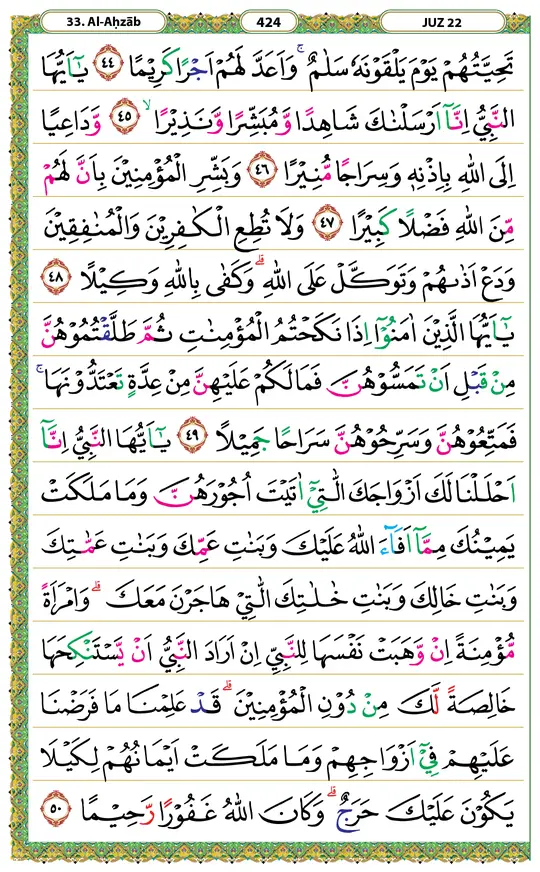 33. Al-Aḥzāb
424
JUZ 22
تَحِيَّتُهُمْ يَوْمَ يَلْقَوْنَهٗ سَلٰمٌ ۚ وَاَعَدَّ لَهُمْ اَجْرًا كَرِيْمًا ٤٤ يٰٓاَيُّهَا
النَّبِيُّ اِنَّآ اَرْسَلْنٰكَ شَاهِدًا وَّمُبَشِّرًا وَّنَذِيْرًا ۙ ٤٥ وَّدَاعِيًا
اِلَى اللّٰهِ بِاِذْنِهٖ وَسِرَاجًا مُّنِيْرًا ٤٦ وَبَشِّرِ الْمُؤْمِنِيْنَ بِاَنَّ لَهُمْ
مِّنَ اللّٰهِ فَضْلًا كَبِيْرًا ٤٧ وَلَا تُطِعِ الْكٰفِرِيْنَ وَالْمُنٰفِقِيْنَ
وَدَعْ اَذٰىهُمْ وَتَوَكَّلْ عَلَى اللّٰهِ ۗ وَكَفٰى بِاللّٰهِ وَكِيْلًا ٤٨
يٰٓاَيُّهَا الَّذِيْنَ اٰمَنُوْٓا اِذَا نَكَحْتُمُ الْمُؤْمِنٰتِ ثُمَّ طَلَّقْتُمُوْهُنَّ
مِنْ قَبْلِ اَنْ تَمَسُّوْهُنَّ فَمَا لَكُمْ عَلَيْهِنَّ مِنْ عِدَّةٍ تَعْتَدُّوْنَهَا ۚ
فَمَتِّعُوْهُنَّ وَسَرِّحُوْهُنَّ سَرَاحًا جَمِيْلًا ٤٩ يٰٓاَيُّهَا النَّبِيُّ اِنَّآ
اَحْلَلْنَا لَكَ اَزْوَاجَكَ الّٰتِيْٓ اٰتَيْتَ اُجُوْرَهُنَّ وَمَا مَلَكَتْ
يَمِيْنُكَ مِمَّآ اَفَاۤءَ اللّٰهُ عَلَيْكَ وَبَنٰتِ عَمِّكَ وَبَنٰتِ عَمّٰتِكَ
وَبَنٰتِ خَالِكَ وَبَنٰتِ خٰلٰتِكَ الّٰتِيْ هَاجَرْنَ مَعَكَ ۗ وَامْرَاَةً
مُّؤْمِنَةً اِنْ وَّهَبَتْ نَفْسَهَا لِلنَّبِيِّ اِنْ اَرَادَ النَّبِيُّ اَنْ يَّسْتَنْكِحَهَا
خَالِصَةً لَّكَ مِنْ دُوْنِ الْمُؤْمِنِيْنَ ۗ قَدْ عَلِمْنَا مَا فَرَضْنَا
عَلَيْهِمْ فِيْٓ اَزْوَاجِهِمْ وَمَا مَلَكَتْ اَيْمَانُهُمْ لِكَيْلَا
يَكُوْنَ عَلَيْكَ حَرَجٌ ۗ وَكَانَ اللّٰهُ غَفُوْرًا رَّحِيْمًا ٥٠